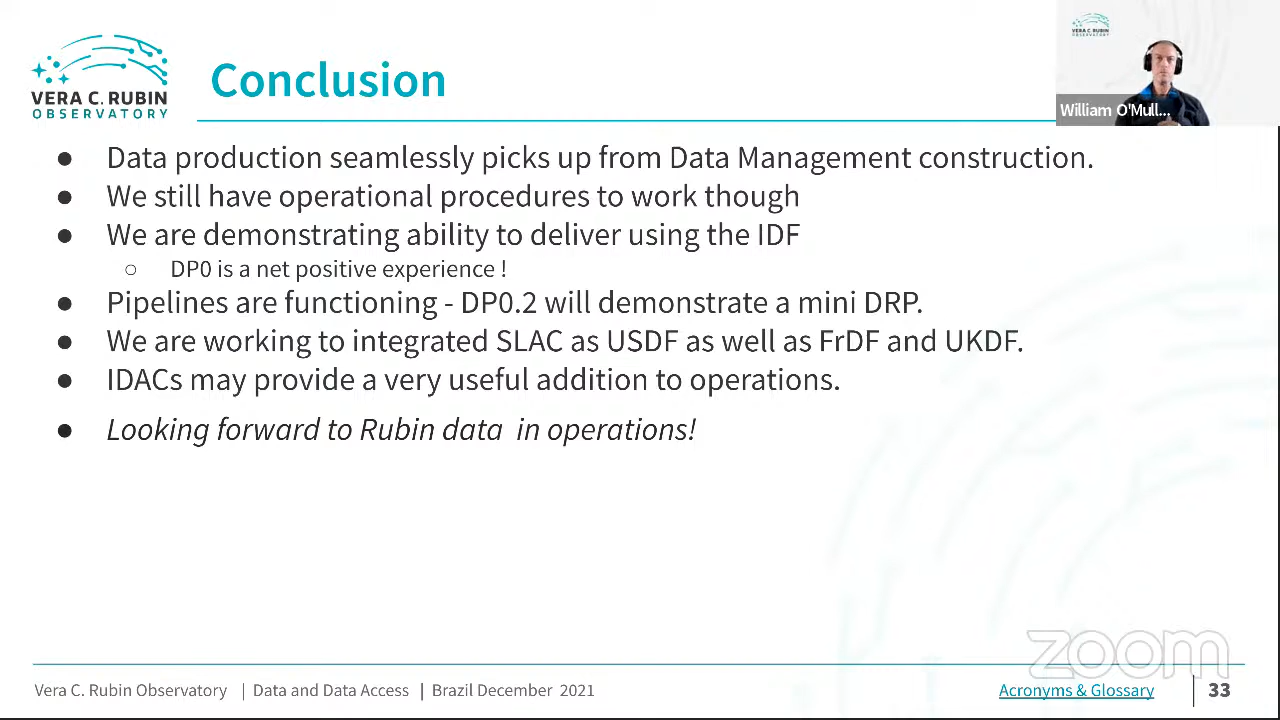 VERA C. RUBIN
OBSERVATORY
Conclusion
VERA C. RUBIN
OBSERVATORY
William O'Mull...
● Data production seamlessly picks up from Data Management construction.
● We still have operational procedures to work though
● We are demonstrating ability to deliver using the IDF
○ DP0 is a net positive experience !
● Pipelines are functioning - DP0.2 will demonstrate a mini DRP.
● We are working to integrated SLAC as USDF as well as FrDF and UKDF.
● IDACs may provide a very useful addition to operations.
● Looking forward to Rubin data in operations!
zoom
Vera C. Rubin Observatory | Data and Data Access | Brazil December 2021
Acronyms & Glossary | 33